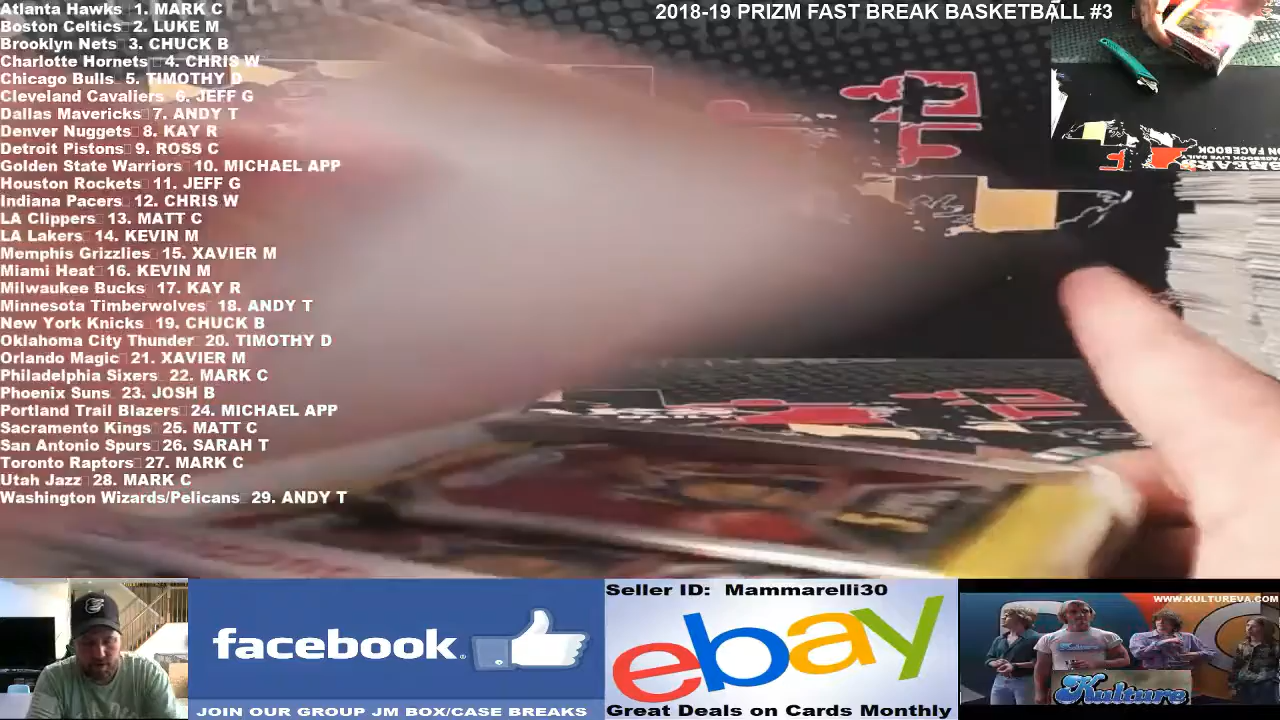 Atlanta Hawks 1. MARK C
Boston Celtics 2. LUKE M
Brooklyn Nets 3. CHUCK B
Charlotte Hornets 4. CHRIS W
Chicago Bulls 5. TIMOTHY D
Cleveland Cavaliers 6. JEFF G
Dallas Mavericks 7. ANDY T
Denver Nuggets 8. KAY R
Detroit Pistons 9. ROSS C
Golden State Warriors 10. MICHAEL APP
Houston Rockets 11. JEFF G
Indiana Pacers 12. CHRIS W
LA Clippers 13. MATT C
LA Lakers 14. KEVIN M
Memphis Grizzlies 15. XAVIER M
Miami Heat 16. KEVIN M
Milwaukee Bucks 17. KAY R
Minnesota Timberwolves 18. ANDY T
New York Knicks 19. CHUCK B
Oklahoma City Thunder 20. TIMOTHY D
Orlando Magic 21. XAVIER M
Philadelphia Sixers 22. MARK C
Phoenix Suns 23. JOSH B
Portland Trail Blazers 24. MICHAEL APP
Sacramento Kings 25. MATT C
San Antonio Spurs 26. SARAH T
Toronto Raptors 27. MARK C
Utah Jazz 28. MARK C
Washington Wizards/Pelicans 29. ANDY T
2018-19 PRIZM FAST BREAK BASKETBALL #3
ON FACEBOOK
FACEBOOK LIVE DAILY
BREAKS
facebook
JOIN OUR GROUP JM BOX/CASE BREAKS
Seller ID: Mammarelli30
ebay
Great Deals on Cards Monthly
WWW.KULTUREVA.COM
Kulture